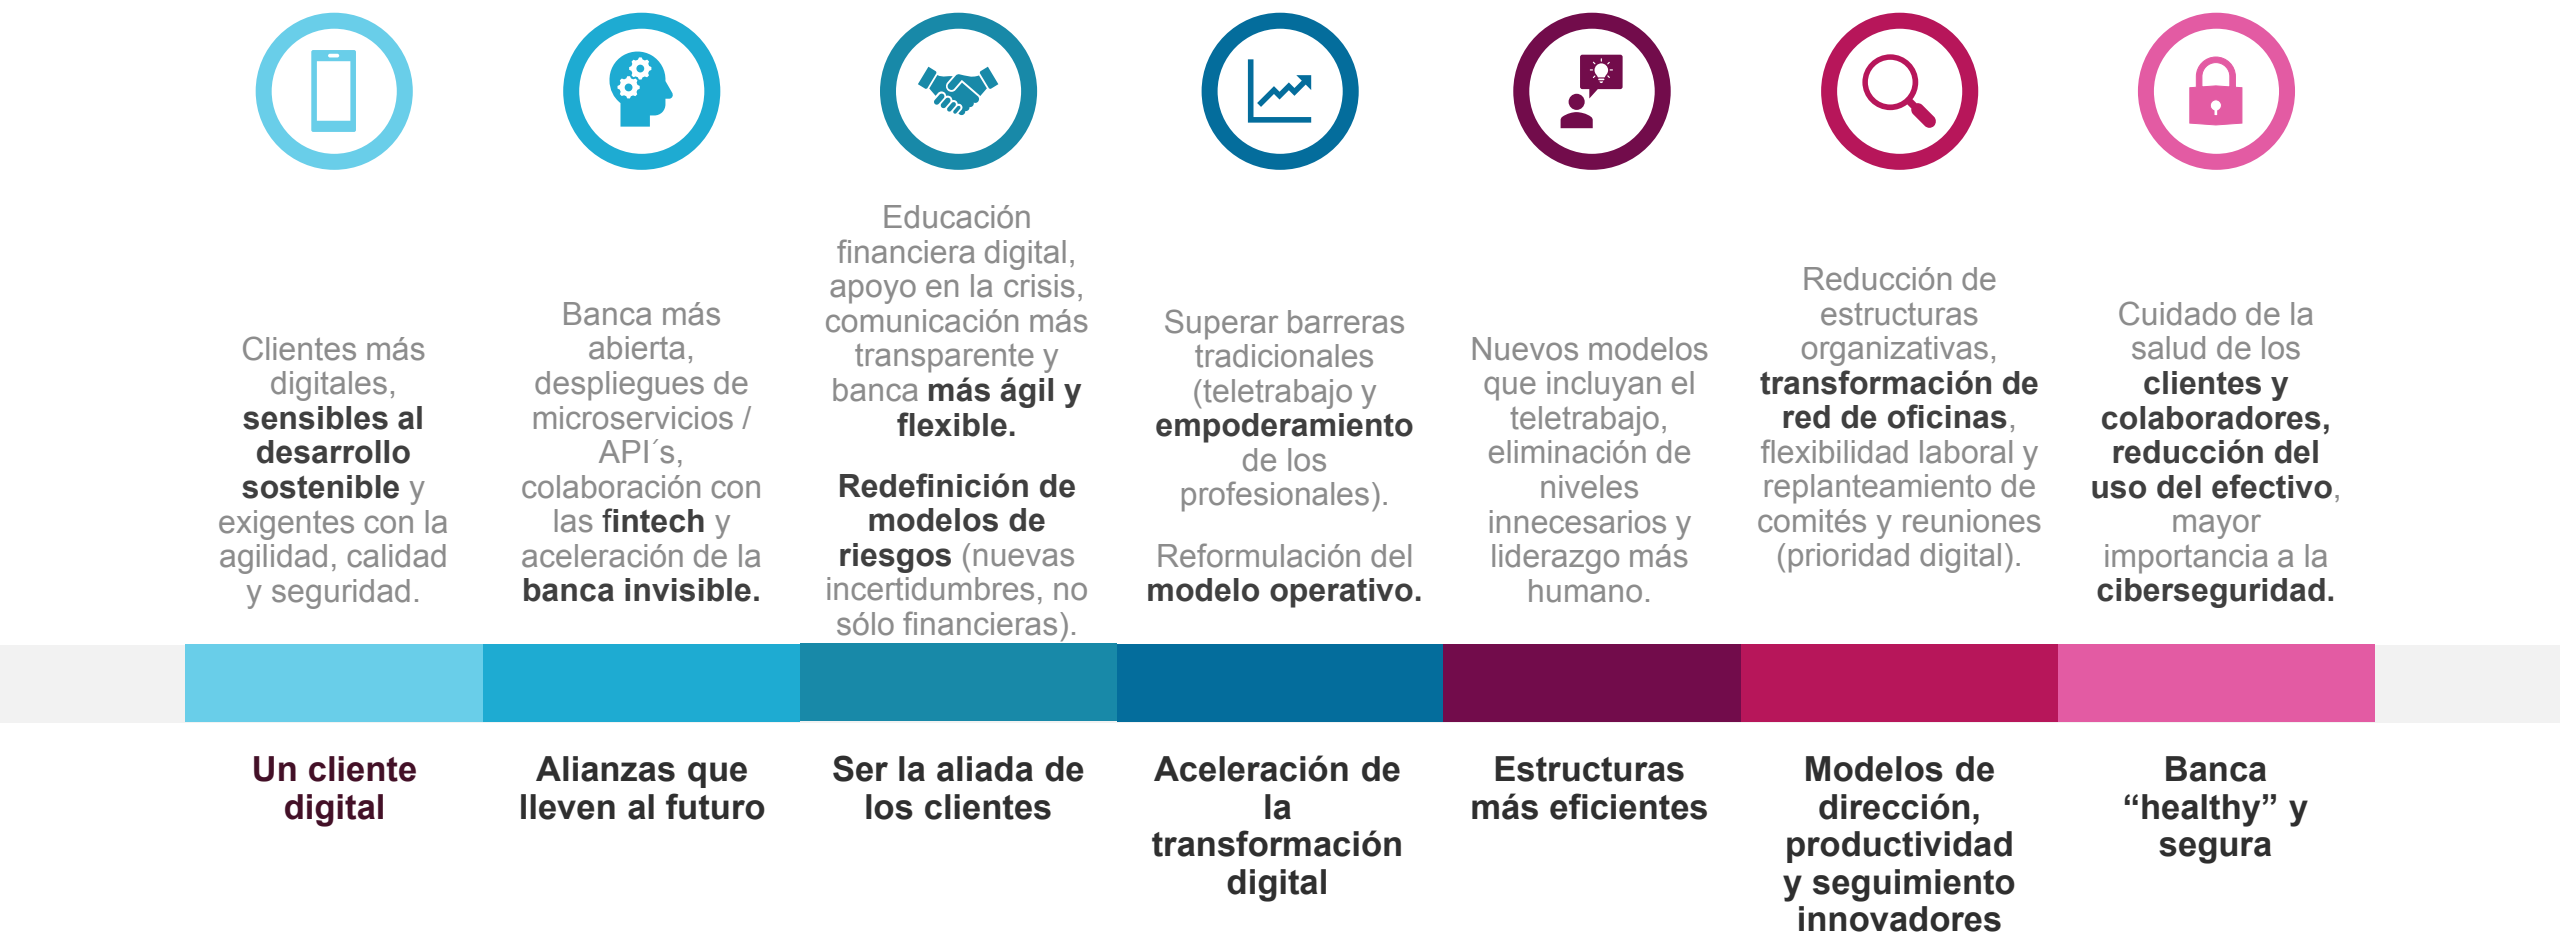 Clientes más
digitales,
sensibles al
desarrollo
sostenible y
exigentes con la
agilidad, calidad
y seguridad.
Un cliente
digital
Banca más
abierta,
despliegues de
microservicios /
API´s,
colaboración con
las fintech y
aceleración de la
banca invisible.
Alianzas que
lleven al futuro
Educación
financiera digital,
apoyo en la crisis,
comunicación más
transparente y
banca más ágil y
flexible.
Redefinición de
modelos de
riesgos (nuevas
incertidumbres, no
sólo financieras).
Ser la aliada de
los clientes
Superar barreras
tradicionales
(teletrabajo y
empoderamiento
de los
profesionales).
Reformulación del
modelo operativo.
Aceleración de
la
transformación
digital
Nuevos modelos
que incluyan el
teletrabajo,
eliminación de
niveles
innecesarios y
liderazgo más
humano.
Estructuras
más eficientes
Reducción de
estructuras
organizativas,
transformación de
red de oficinas,
flexibilidad laboral y
replanteamiento de
comités y reuniones
(prioridad digital).
Modelos de
dirección,
productividad
y seguimiento
innovadores
Cuidado de la
salud de los
clientes y
colaboradores,
reducción del
uso del efectivo,
mayor
importancia a la
ciberseguridad.
Banca
“healthy” y
segura